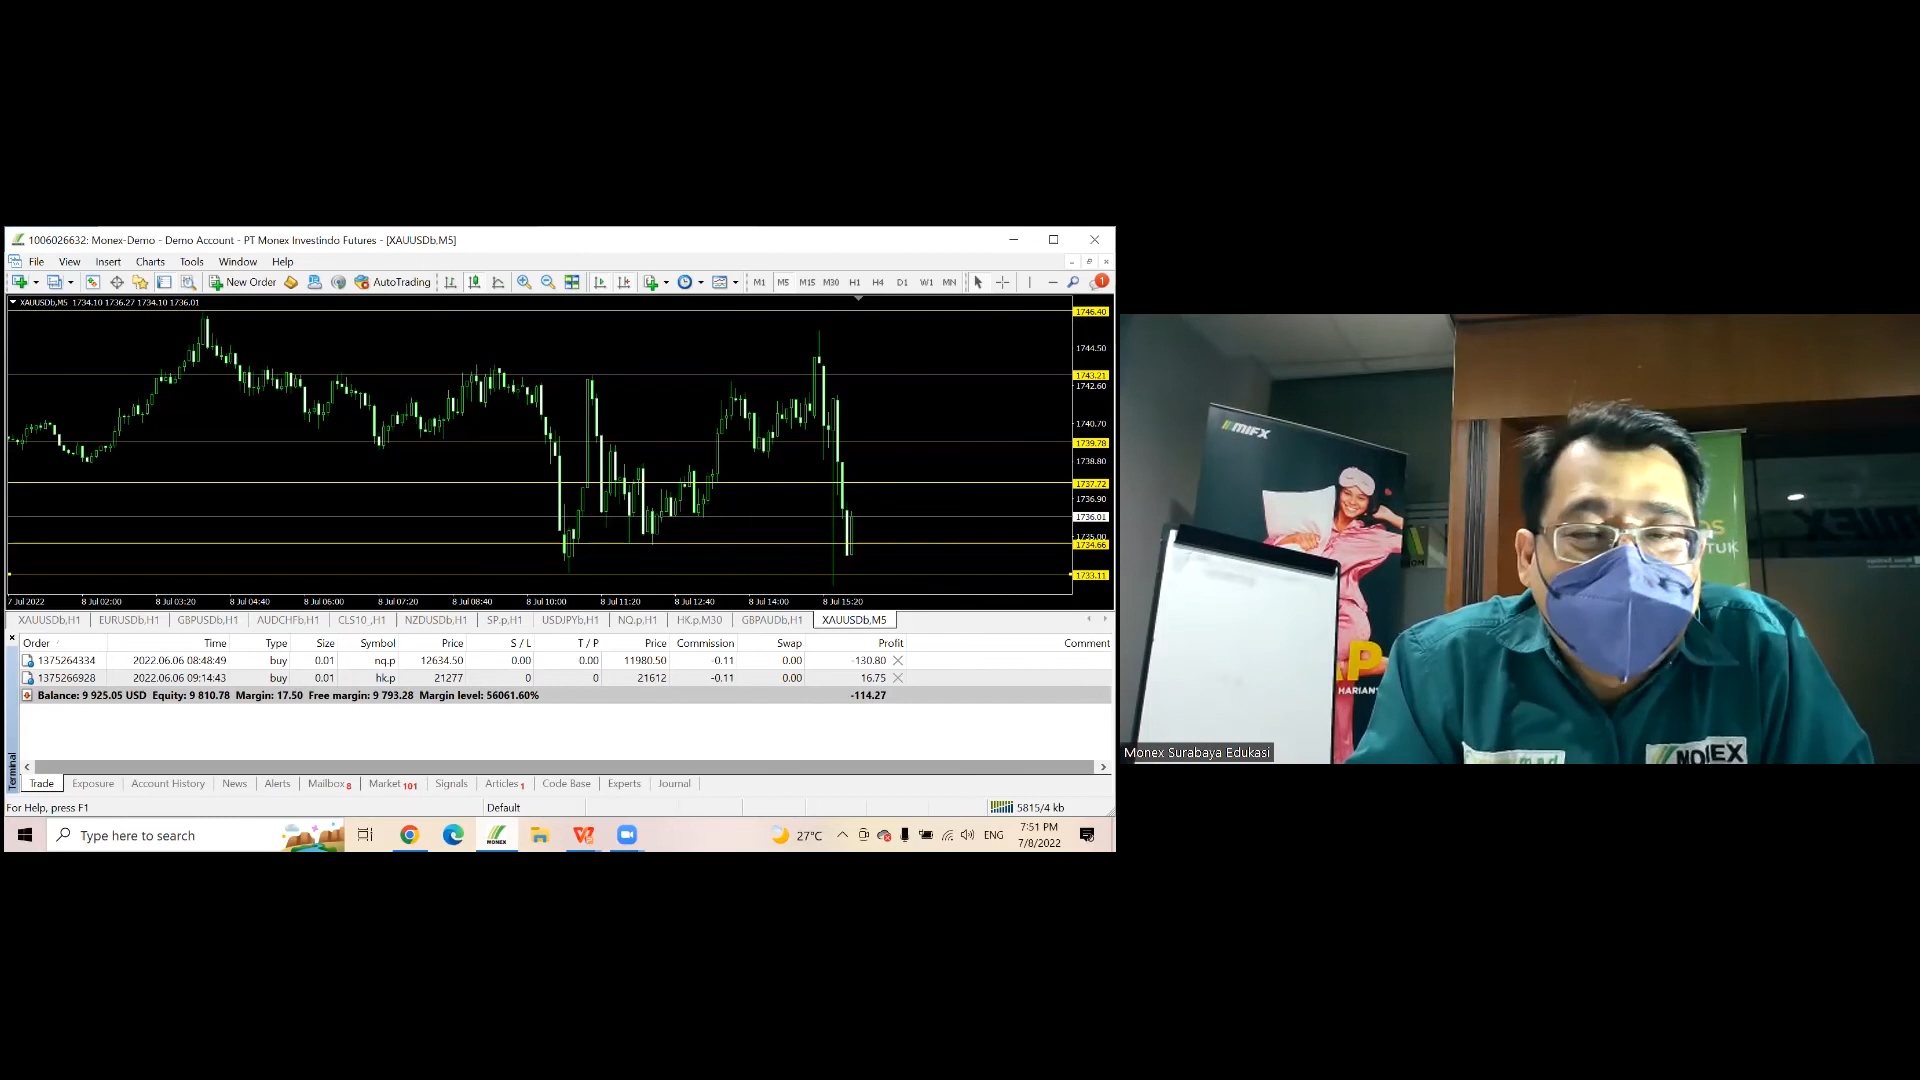 1006026632: Monex-Demo - Demo Account - PT Monex Investindo Futures - [XAUUSDb,M5]
File View Insert Charts Tools Window Help
New Order AutoTrading M1 M5 M15 M30 H1 H4 D1 W1 MN 1
XAUUSDb,M5 1734.10 1736.27 1734.10 1736.01
1746.40
1744.50
1743.21
1742.60
1740.70
1739.78
1738.80
1737.72
1736.90
1736.01
1735.00
1734.66
1733.11
7 Jul 2022 8 Jul 02:00 8 Jul 03:20 8 Jul 04:40 8 Jul 06:00 8 Jul 07:20 8 Jul 08:40 8 Jul 10:00 8 Jul 11:20 8 Jul 12:40 8 Jul 14:00 8 Jul 15:20
XAUUSDb,H1 EURUSDb,H1 GBPUSDb,H1 AUDCHFb,H1 CLS10_,H1 NZDUSDb,H1 SP.p,H1 USDJPYb,H1 NQ.p,H1 HK.p,M30 GBPAUDb,H1 XAUUSDb,M5
Order / Time Type Size Symbol Price S / L T / P Price Commission Swap Profit Comment
1375264334 2022.06.06 08:48:49 buy 0.01 nq.p 12634.50 0.00 0.00 11980.50 -0.11 0.00 -130.80
1375266928 2022.06.06 09:14:43 buy 0.01 hk.p 21277 0 0 21612 -0.11 0.00 16.75
Balance: 9 925.05 USD Equity: 9 810.78 Margin: 17.50 Free margin: 9 793.28 Margin level: 56061.60% -114.27
Terminal
Trade Exposure Account History News Alerts Mailbox 8 Market 101 Signals Articles 1 Code Base Experts Journal
For Help, press F1 Default 5815/4 kb
Type here to search MONEX 27°C ENG 7:51 PM
7/8/2022
MIFX
HARIAN
MONEX
Monex Surabaya Edukasi